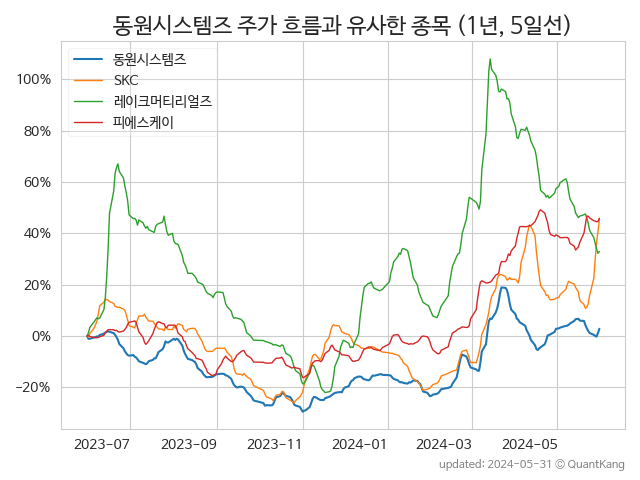 동원시스템즈 주가 흐름과 유사한 종목 (1년, 5일선)
동원시스템즈
SKC
레이크머티리얼즈
피에스케이
100%
80%
60%
40%
20%
0%
−20%
2023−07 2023−09 2023−11 2024−01 2024−03 2024−05
updated: 2024−05−31 © QuantKang